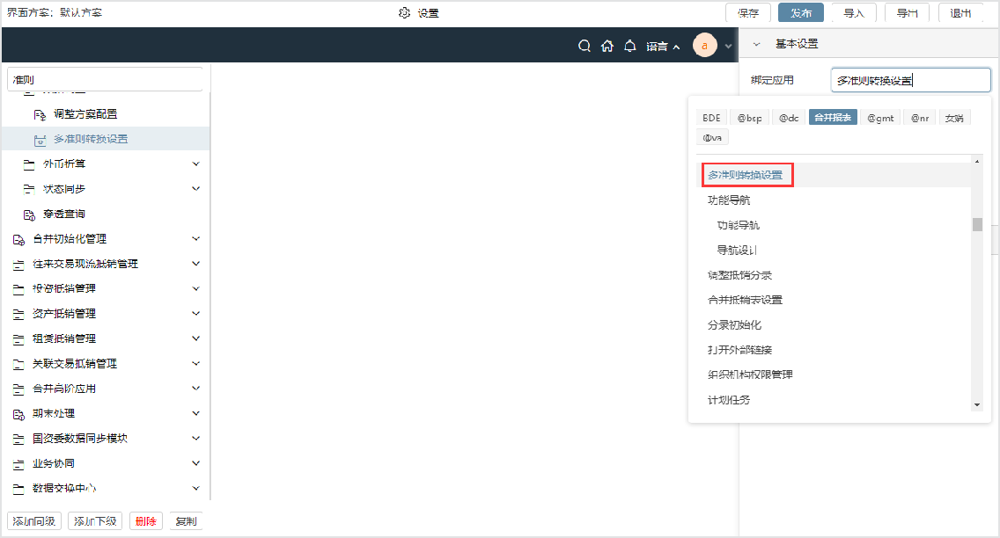 界面方案：默认方案
设置
保存
发布
导入
导出
退出
语言
a
基本设置
准则
绑定应用
多准则转换设置
调整方案配置
多准则转换设置
外币折算
状态同步
穿透查询
合并初始化管理
往来交易现流抵销管理
投资抵销管理
资产抵销管理
租赁抵销管理
关联交易抵销管理
合并高阶应用
期末处理
国资委数据同步模块
业务协同
数据交换中心
BDE
@bsp
@dc
合并报表
@gmt
@nr
女娲
@va
多准则转换设置
功能导航
功能导航
导航设计
调整抵销分录
合并抵销表设置
分录初始化
打开外部链接
组织机构权限管理
计划任务
添加同级
添加下级
删除
复制